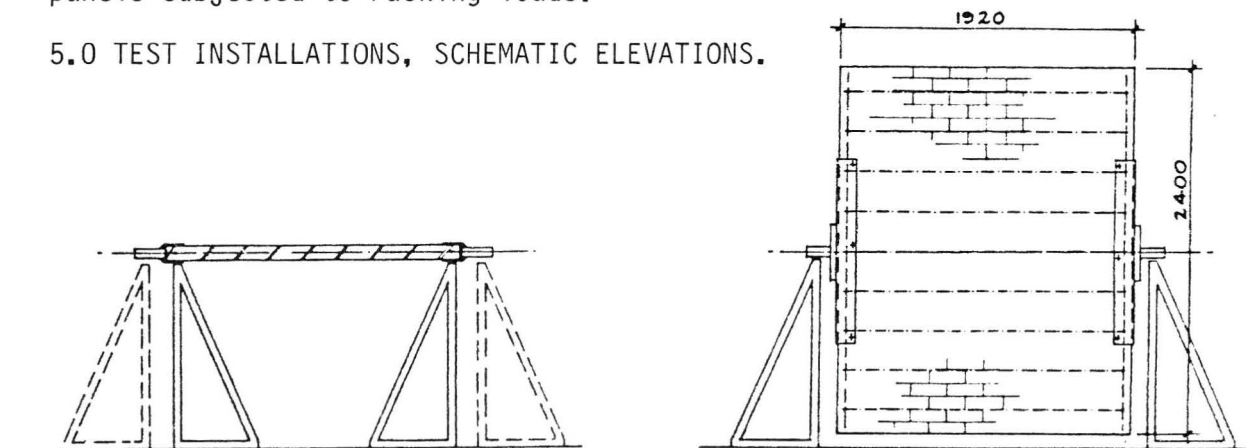 panels subjected to racking loads.
5.0 TEST INSTALLATIONS, SCHEMATIC ELEVATIONS.
1920
2400